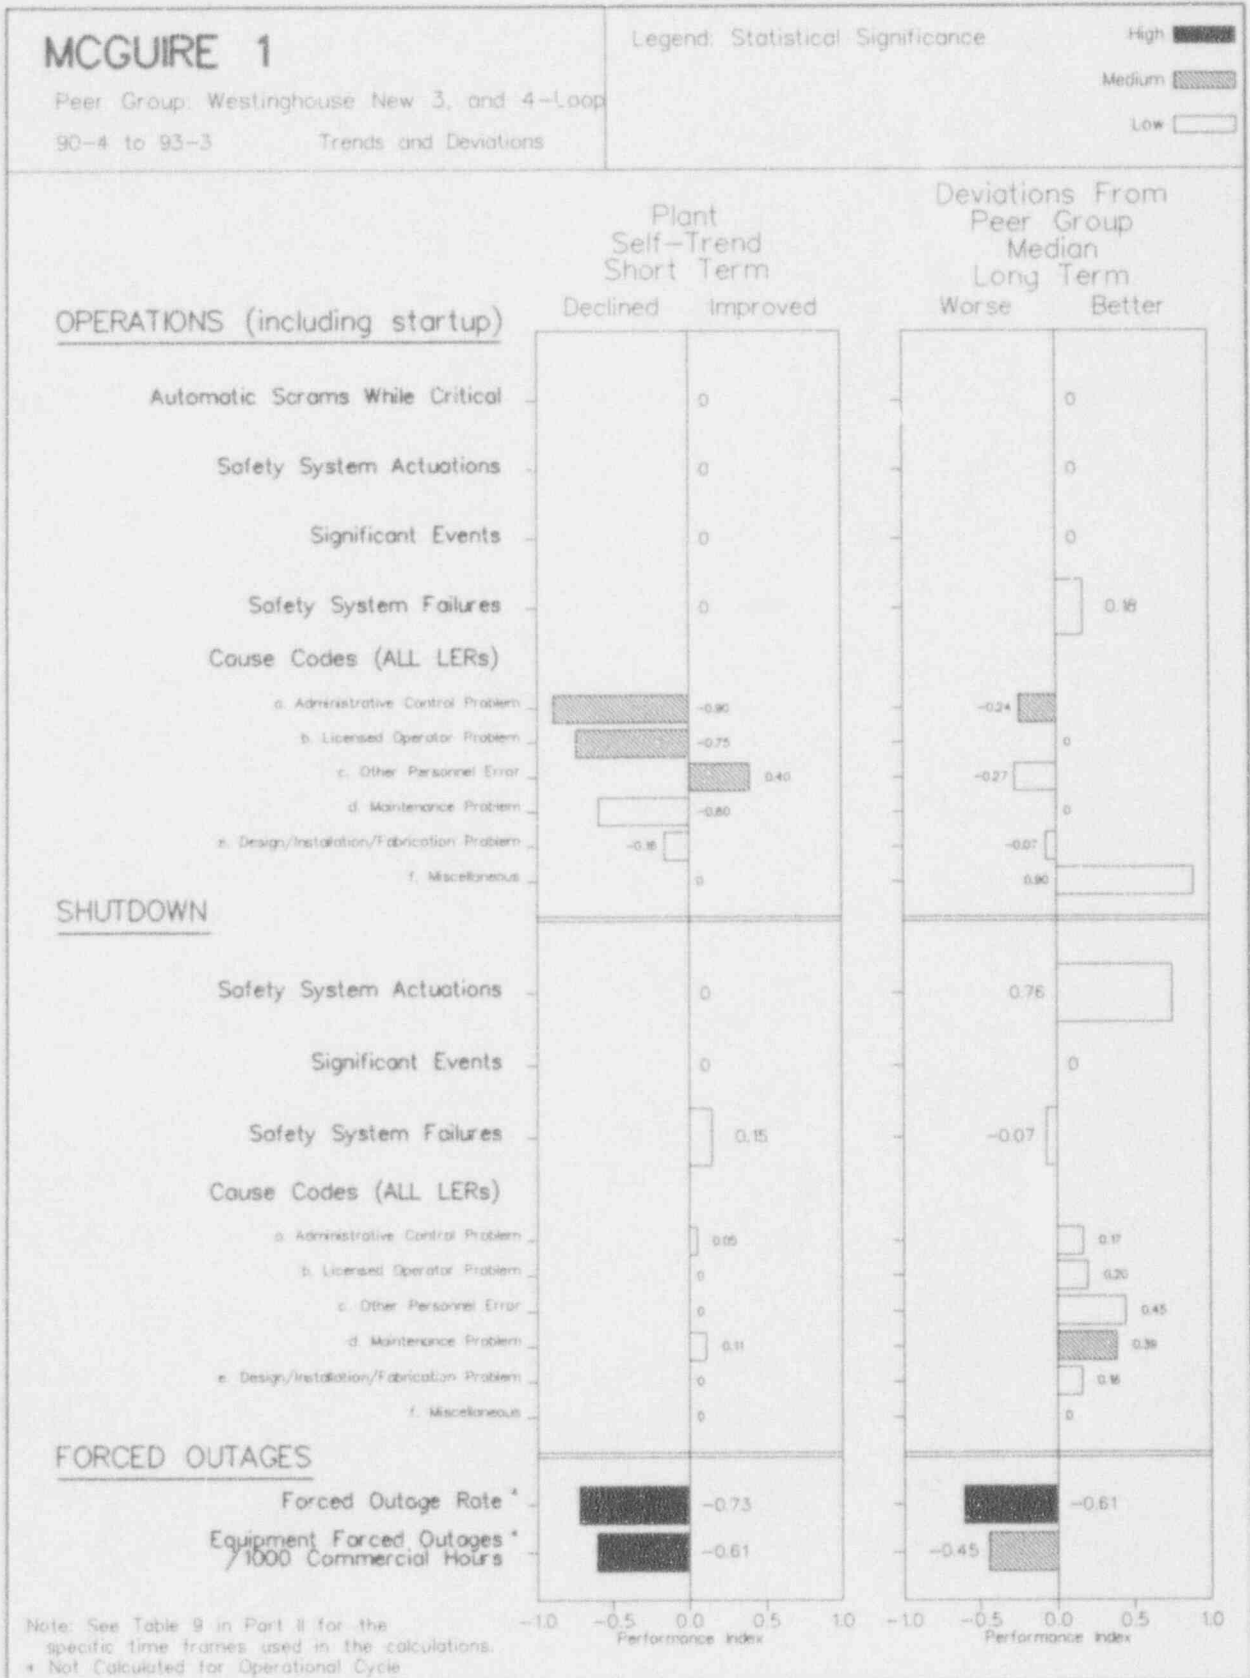 MCGUIRE 1
Peer Group: Westinghouse New 3, and 4-Loop
90-4 to 93-3 Trends and Deviations
Legend: Statistical Significance
High
Medium
Low
Plant
Self-Trend
Short Term
Declined Improved
Deviations From
Peer Group
Median
Long Term
Worse Better
OPERATIONS (including startup)
Automatic Scrams While Critical 0 0
Safety System Actuations 0 0
Significant Events 0 0
Safety System Failures 0 0.18
Cause Codes (ALL LERs)
a. Administrative Control Problem -0.90 -0.24
b. Licensed Operator Problem -0.75 0
c. Other Personnel Error 0.40 -0.27
d. Maintenance Problem 0
e. Design/Installation/Fabrication Problem -0.07
f. Miscellaneous 0 0.90
SHUTDOWN
Safety System Actuations 0 0.76
Significant Events 0 0
Safety System Failures 0.15 -0.07
Cause Codes (ALL LERs)
a. Administrative Control Problem 0.05 0.17
b. Licensed Operator Problem 0 0.20
c. Other Personnel Error 0 0.45
d. Maintenance Problem 0.11 0.39
e. Design/Installation/Fabrication Problem 0
f. Miscellaneous 0 0
FORCED OUTAGES
Forced Outage Rate * -0.73 -0.61
Equipment Forced Outages *
/1000 Commercial Hours -0.61 -0.45
-1.0 -0.5 0.0 0.5 1.0
Performance Index
-1.0 -0.5 0.0 0.5 1.0
Performance Index
Note: See Table 9 in Part II for the
specific time frames used in the calculations.
* Not Calculated for Operational Cycle